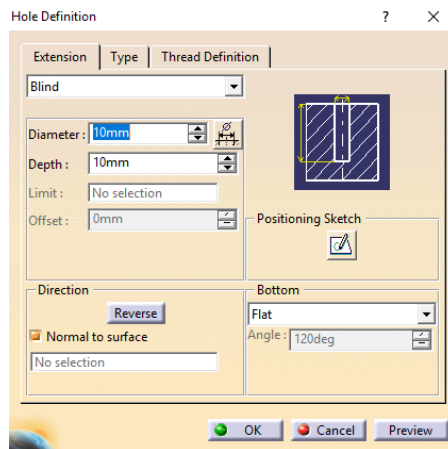 Hole Definition ? ×
Extension Type Thread Definition
Blind
Diameter : 10mm
Depth : 10mm
Limit : No selection
Offset : 0mm
Positioning Sketch
Direction
Reverse
Normal to surface
No selection
Bottom
Flat
Angle : 120deg
OK Cancel Preview